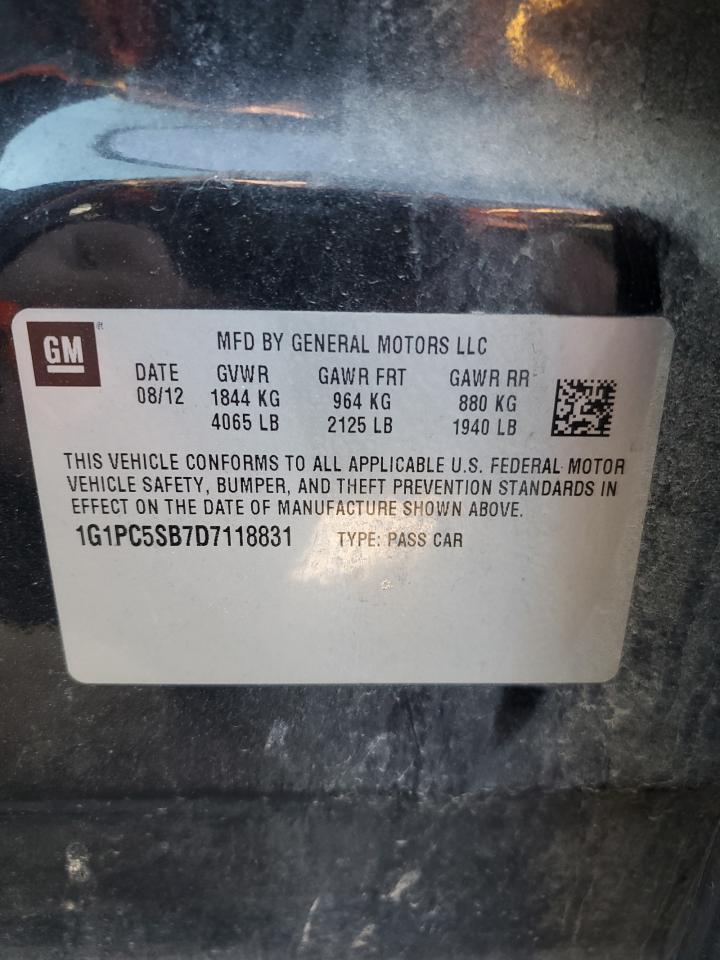 GM
MFD BY GENERAL MOTORS LLC
DATE GVWR GAWR FRT GAWR RR
08/12 1844 KG 964 KG 880 KG
4065 LB 2125 LB 1940 LB
THIS VEHICLE CONFORMS TO ALL APPLICABLE U.S. FEDERAL MOTOR
VEHICLE SAFETY, BUMPER, AND THEFT PREVENTION STANDARDS IN
EFFECT ON THE DATE OF MANUFACTURE SHOWN ABOVE.
1G1PC5SB7D7118831 TYPE: PASS CAR